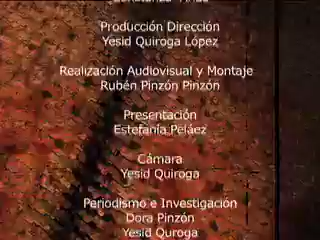 Producción Dirección
Yesid Quiroga López
Realización Audiovisual y Montaje
Rubén Pinzón Pinzón
Presentación
Estefanía Peláez
Cámara
Yesid Quiroga
Periodismo e Investigación
Dora Pinzón
Yesid Quroga